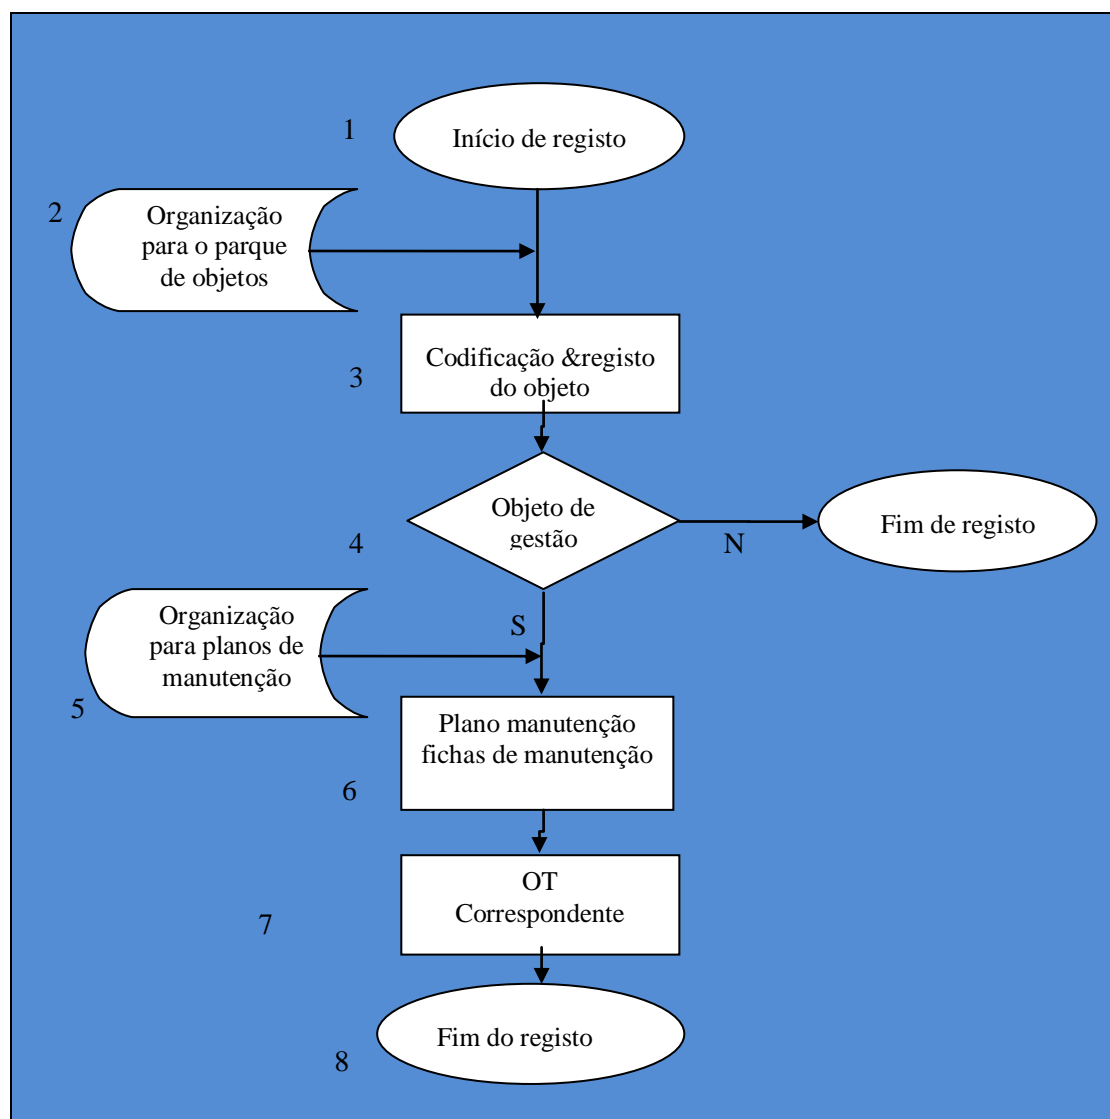 1
Início de registo
2
Organização
para o parque
de objetos
3
Codificação &registo
do objeto
4
Objeto de
gestão
N
Fim de registo
S
5
Organização
para planos de
manutenção
6
Plano manutenção
fichas de manutenção
7
OT
Correspondente
8
Fim do registo